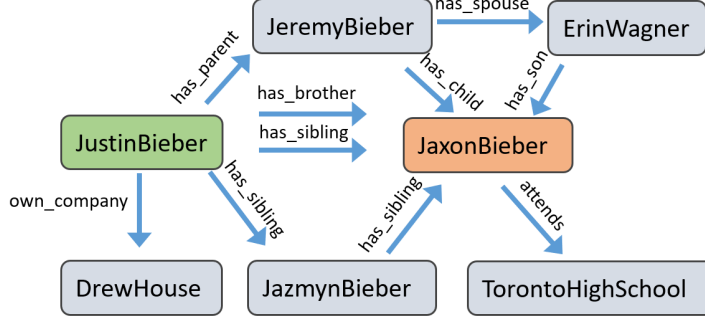 has_spouse
JeremyBieber
ErinWagner
has_parent
has_child
has_son
has_brother
has_sibling
JustinBieber
JaxonBieber
own_company
has_sibling
has_sibling
attends
DrewHouse
JazmynBieber
TorontoHighSchool